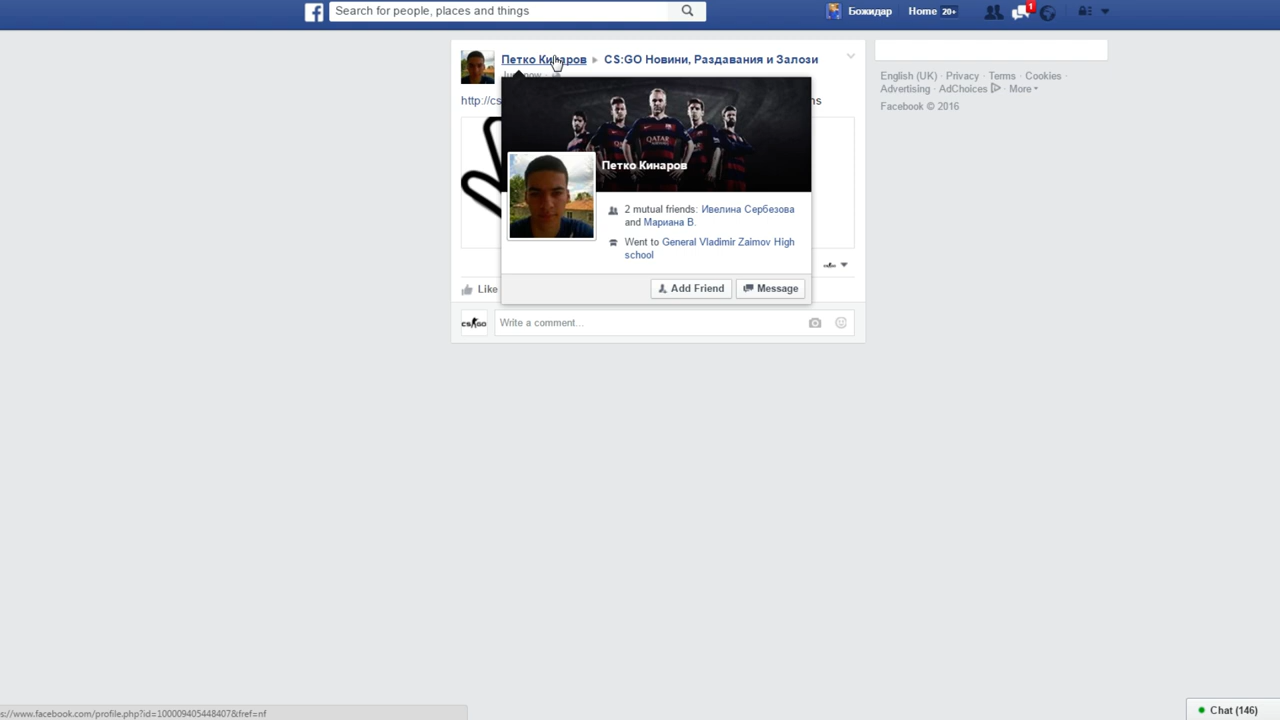 Search for people, places and things
Божидар
Home 20+
1
Петко Кинаров
CS:GO Новини, Раздавания и Залози
English (UK) · Privacy · Terms · Cookies ·
Advertising · AdChoices · More
Facebook © 2016
http://cs
QATAR
Петко Кинаров
2 mutual friends: Ивелина Сербезова
and Мариана В.
Went to General Vladimir Zaimov High
school
Like
Add Friend
Message
CS GO
Write a comment...
s://www.facebook.com/profile.php?id=100009405448407&fref=nf
Chat (146)